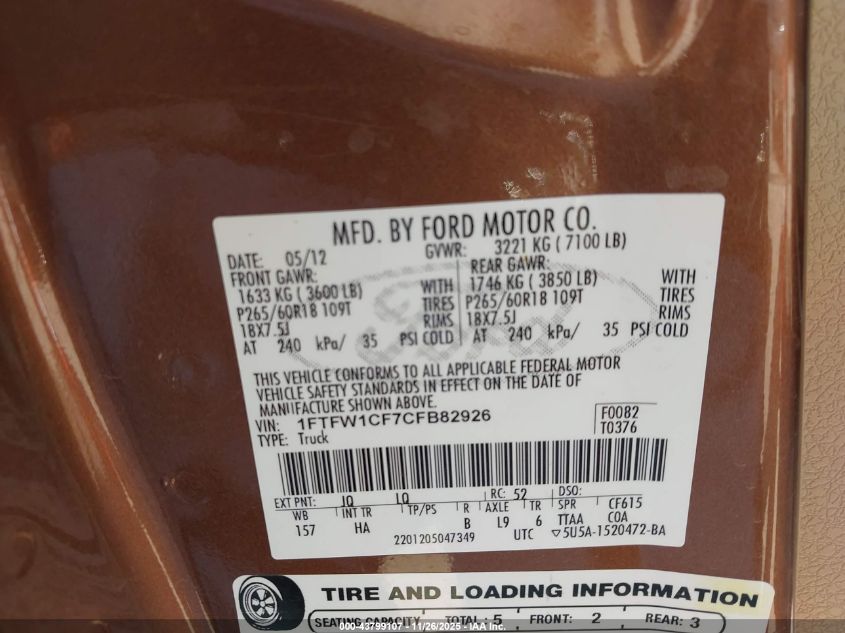 MFD. BY FORD MOTOR CO.
DATE: 05/12 GVWR: 3221 KG ( 7100 LB)
FRONT GAWR: REAR GAWR:
1633 KG ( 3600 LB) WITH 1746 KG ( 3850 LB) WITH
P265/60R18 109T TIRES P265/60R18 109T TIRES
18X7.5J RIMS 18X7.5J RIMS
AT 240 kPa/ 35 PSI COLD AT 240 kPa/ 35 PSI COLD
THIS VEHICLE CONFORMS TO ALL APPLICABLE FEDERAL MOTOR
VEHICLE SAFETY STANDARDS IN EFFECT ON THE DATE OF
MANUFACTURE SHOWN ABOVE.
VIN: 1FTFW1CF7CFB82926 F0082
TYPE: Truck T0376
EXT PNT: JQ LQ RC: 52 DSO:
WB INT TR TP/PS R AXLE TR SPR CF615
157 HA B L9 6 TTAA COA
2201205047349 UTC ▽5U5A-1520472-BA
TIRE AND LOADING INFORMATION
SEATING CAPACITY TOTAL : 5 FRONT: 2 REAR: 3
000-43799107 - 11/26/2025 - IAA Inc.